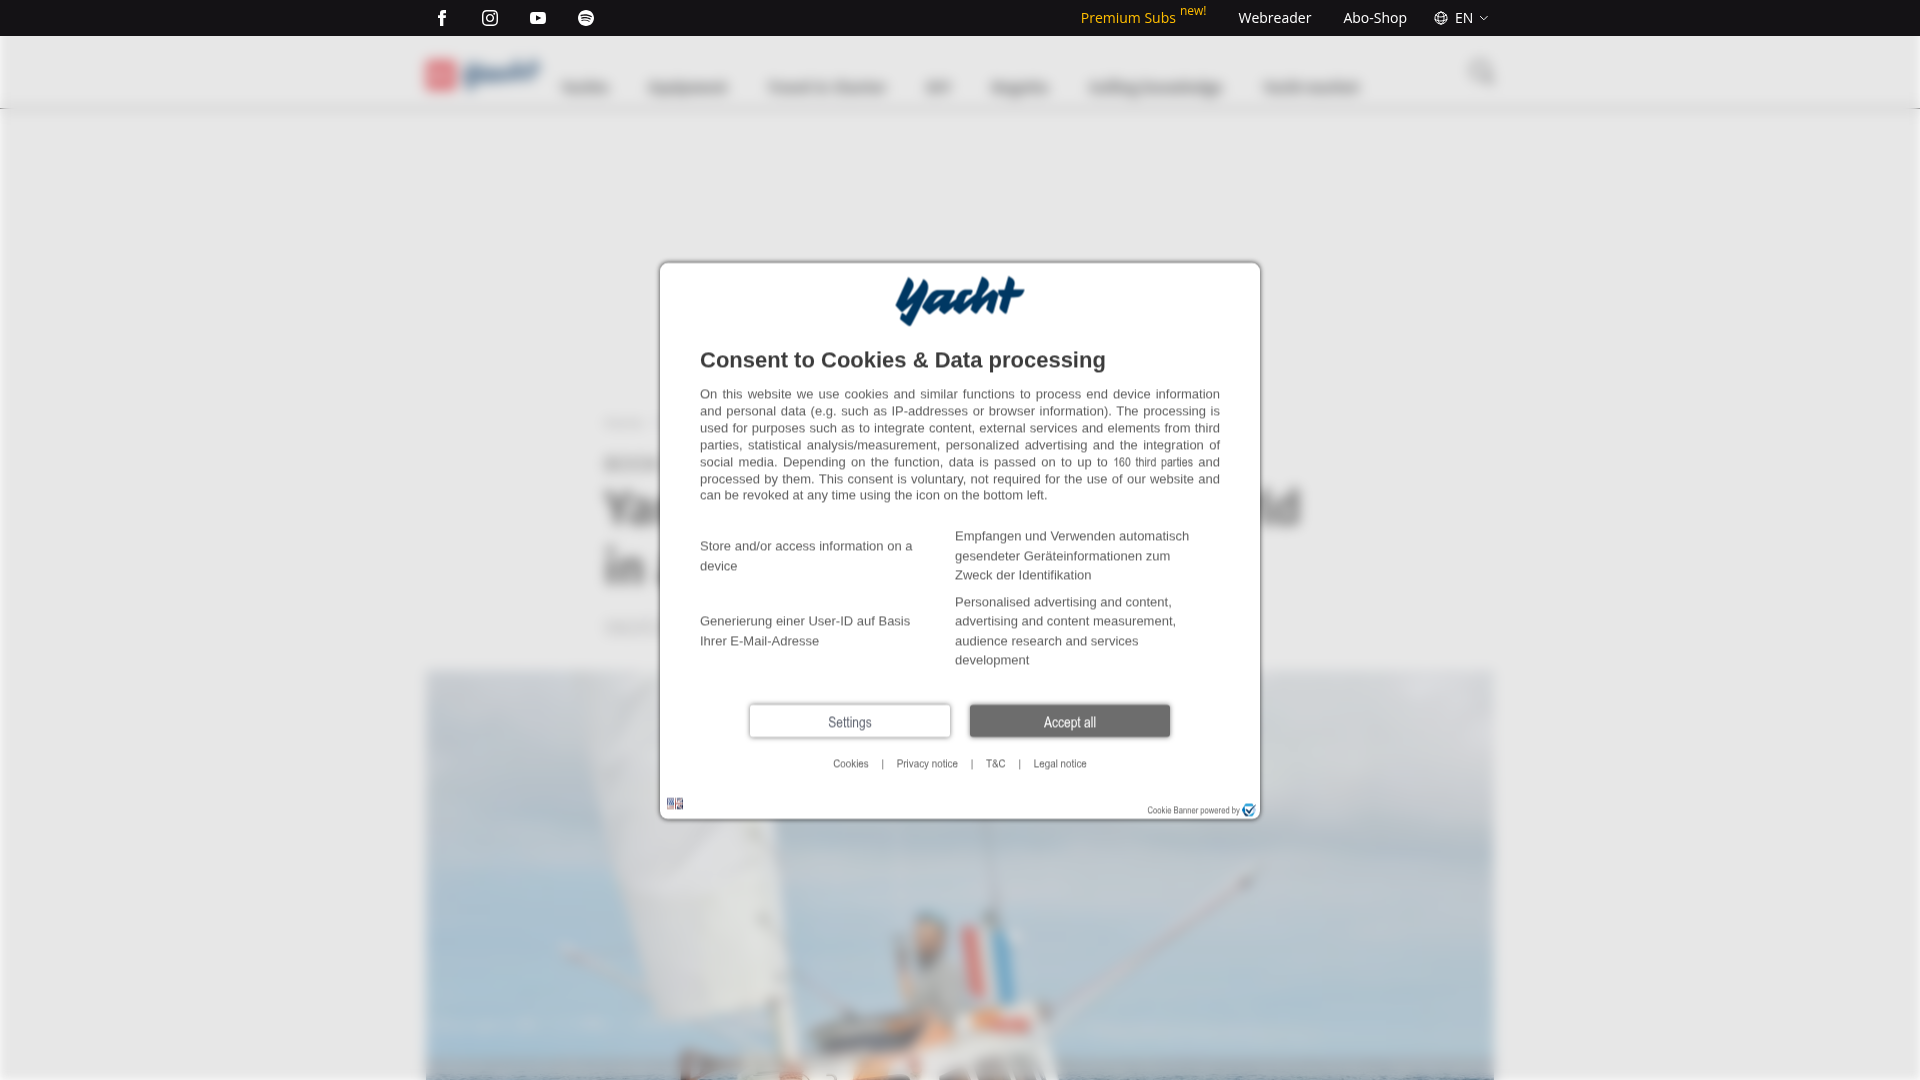 Premium Subs new!
Webreader
Abo-Shop
EN
yacht
Consent to Cookies & Data processing
On this website we use cookies and similar functions to process end device information
and personal data (e.g. such as IP-addresses or browser information). The processing is
used for purposes such as to integrate content, external services and elements from third
parties, statistical analysis/measurement, personalized advertising and the integration of
social media. Depending on the function, data is passed on to up to 160 third parties and
processed by them. This consent is voluntary, not required for the use of our website and
can be revoked at any time using the icon on the bottom left.
Store and/or access information on a
device
Empfangen und Verwenden automatisch
gesendeter Geräteinformationen zum
Zweck der Identifikation
Generierung einer User-ID auf Basis
Ihrer E-Mail-Adresse
Personalised advertising and content,
advertising and content measurement,
audience research and services
development
Settings
Accept all
Cookies | Privacy notice | T&C | Legal notice
Cookie Banner powered by